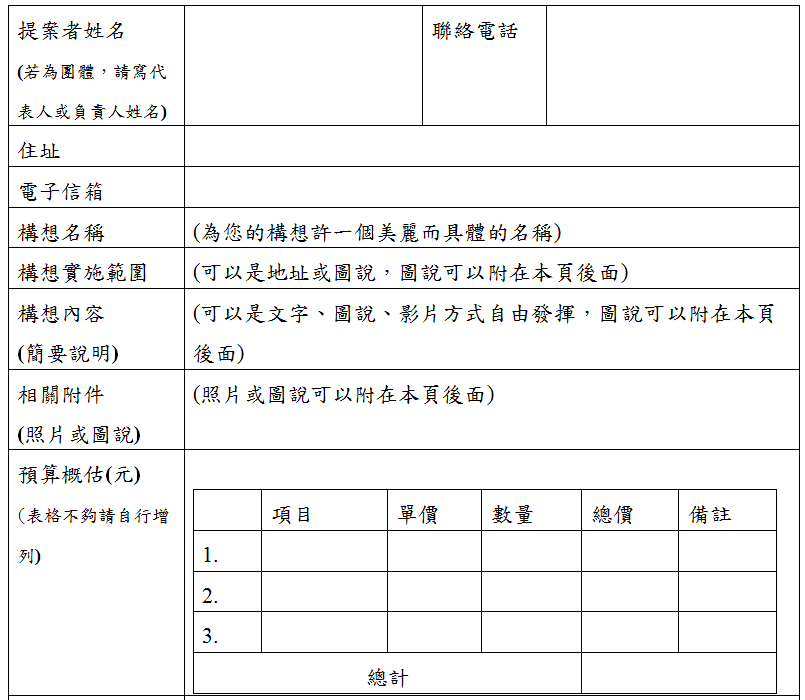 提案者姓名
(若為團體，請寫代
表人或負責人姓名)
聯絡電話
住址
電子信箱
構想名稱
(為您的構想許一個美麗而具體的名稱)
構想實施範圍
(可以是地址或圖說，圖說可以附在本頁後面)
構想內容
(簡要說明)
(可以是文字、圖說、影片方式自由發揮，圖說可以附在本頁
後面)
相關附件
(照片或圖說)
(照片或圖說可以附在本頁後面)
預算概估(元)
(表格不夠請自行增
列)
項目 單價 數量 總價 備註
1.
2.
3.
總計